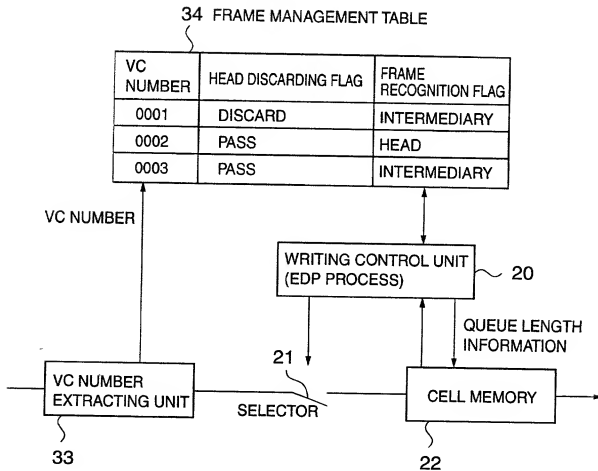 34 FRAME MANAGEMENT TABLE
VC NUMBER HEAD DISCARDING FLAG FRAME RECOGNITION FLAG
0001 DISCARD INTERMEDIARY
0002 PASS HEAD
0003 PASS INTERMEDIARY
VC NUMBER
WRITING CONTROL UNIT
(EDP PROCESS)
20
QUEUE LENGTH
INFORMATION
21
VC NUMBER
EXTRACTING UNIT
SELECTOR
CELL MEMORY
33
22